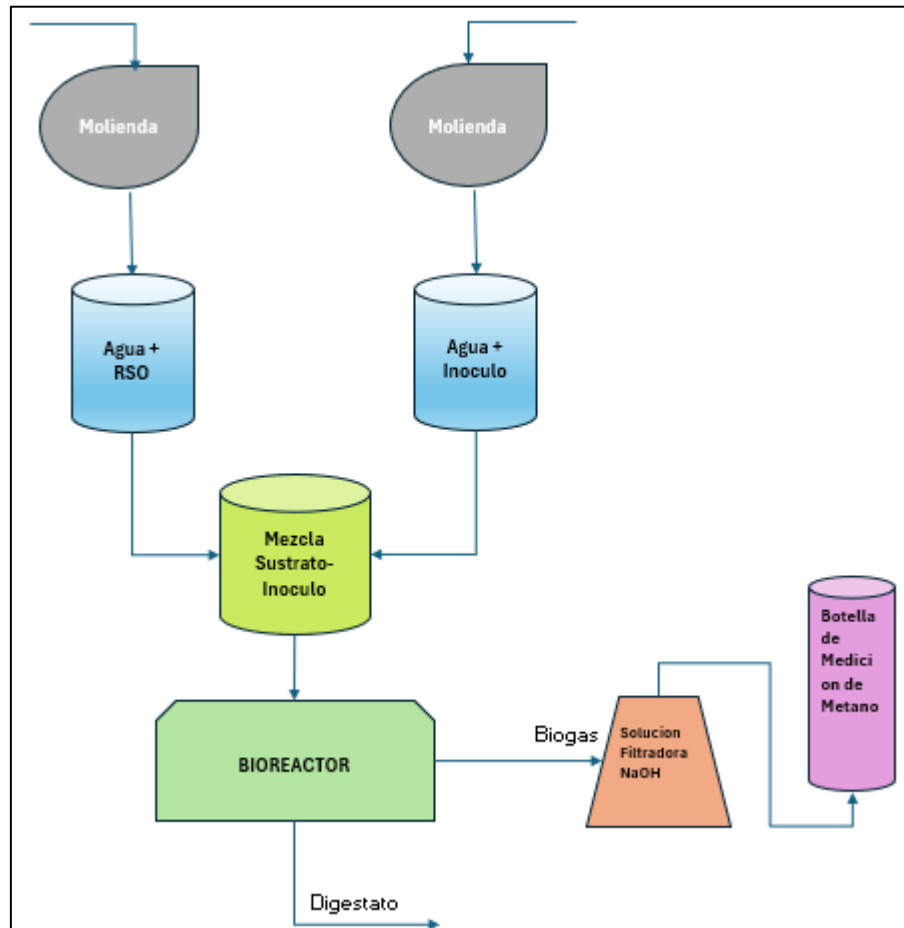 Molienda
Molienda
Agua +
RSO
Agua +
Inoculo
Mezcla
Sustrato-
Inoculo
Botella
de
Medici
on de
Metano
Biogas
Solucion
Filtradora
NaOH
BIOREACTOR
Digestato